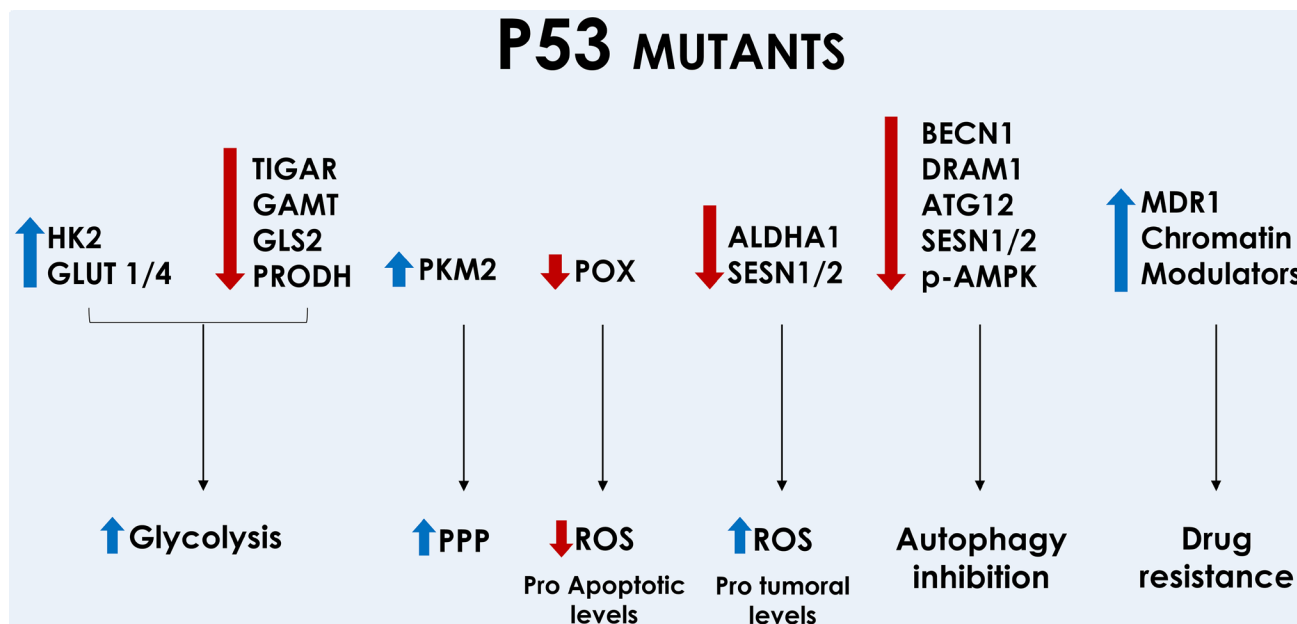 P53 MUTANTS
HK2
GLUT 1/4
TIGAR
GAMT
GLS2
PRODH
PKM2
POX
ALDHA1
SESN1/2
BECN1
DRAM1
ATG12
SESN1/2
p-AMPK
MDR1
Chromatin
Modulators
Glycolysis
PPP
ROS
Pro Apoptotic
levels
ROS
Pro tumoral
levels
Autophagy
inhibition
Drug
resistance